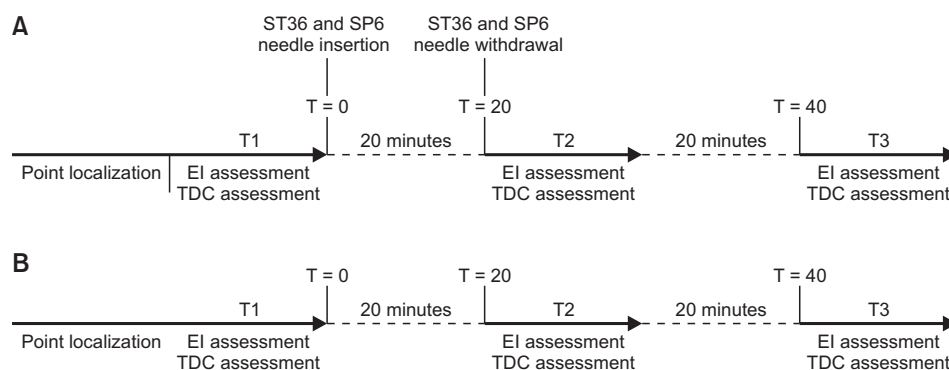 A
ST36 and SP6 needle insertion
ST36 and SP6 needle withdrawal
T = 0
T = 20
T = 40
T1
20 minutes
T2
20 minutes
T3
Point localization
EI assessment
TDC assessment
EI assessment
TDC assessment
EI assessment
TDC assessment
B
T = 0
T = 20
T = 40
T1
20 minutes
T2
20 minutes
T3
Point localization
EI assessment
TDC assessment
EI assessment
TDC assessment
EI assessment
TDC assessment